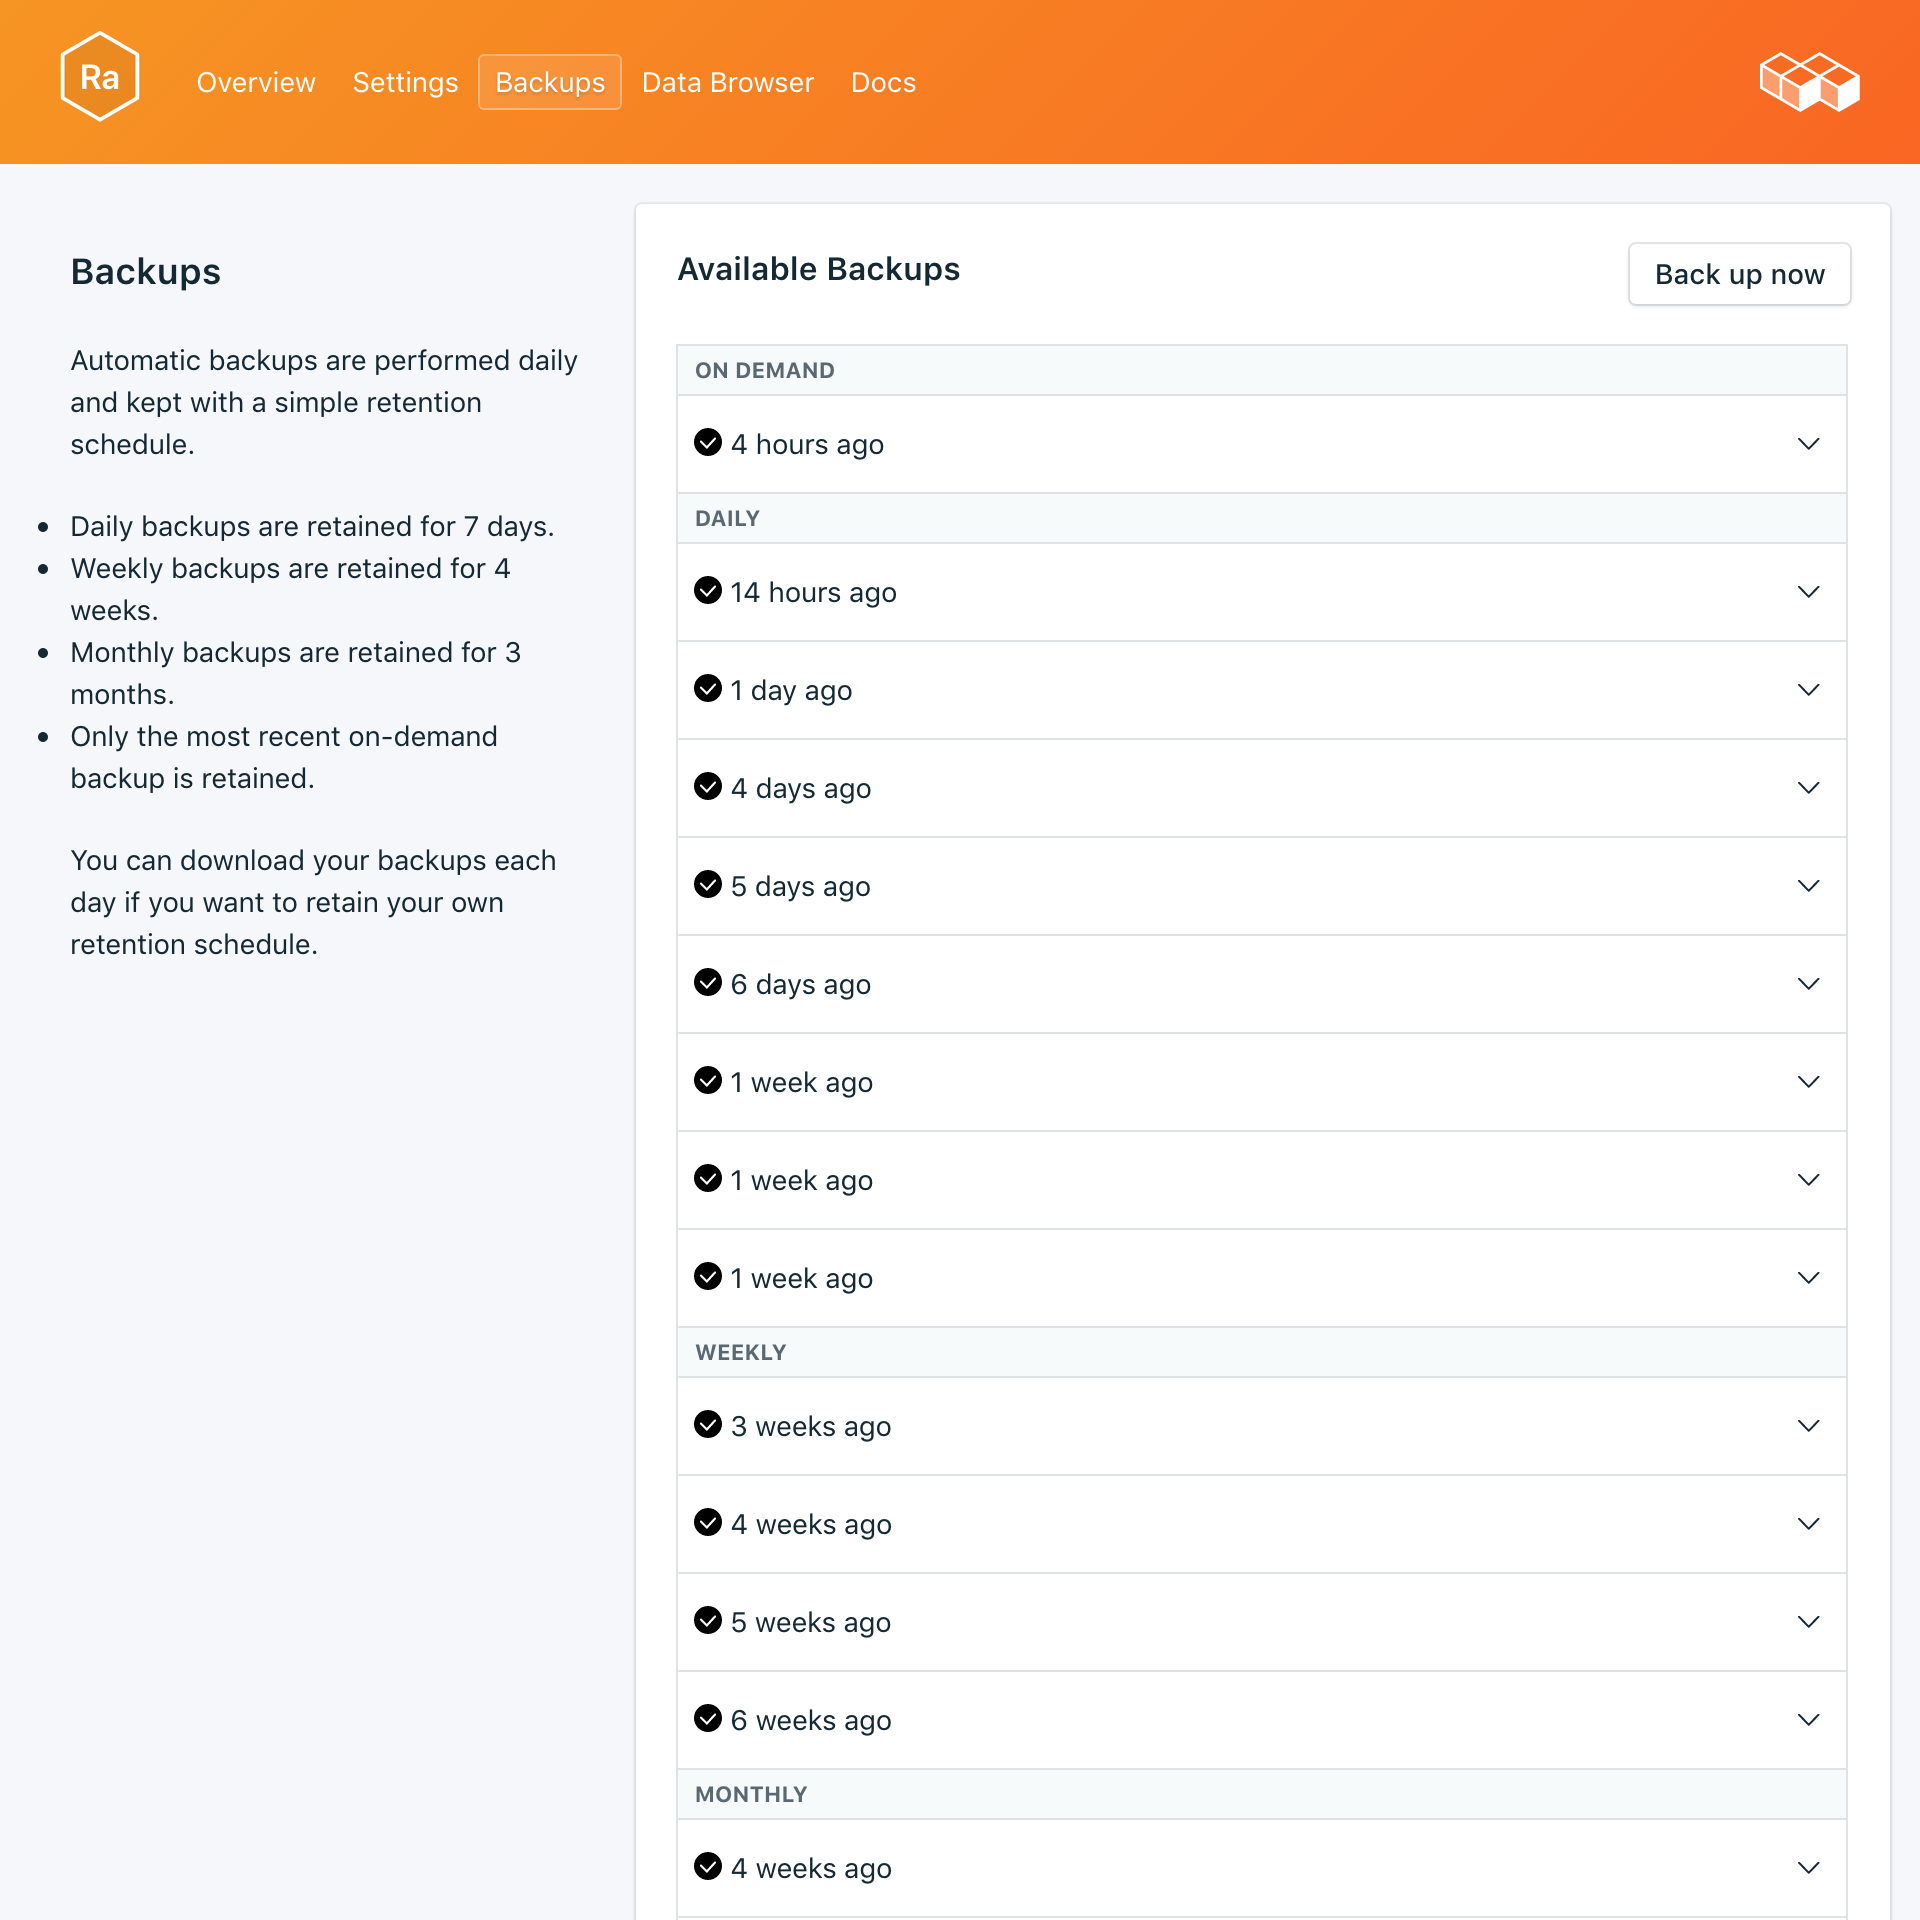 Ra
Overview Settings Backups Data Browser Docs
Backups
Automatic backups are performed daily
and kept with a simple retention
schedule.
Daily backups are retained for 7 days.
Weekly backups are retained for 4
weeks.
Monthly backups are retained for 3
months.
Only the most recent on-demand
backup is retained.
You can download your backups each
day if you want to retain your own
retention schedule.
Available Backups
Back up now
ON DEMAND
4 hours ago
DAILY
14 hours ago
1 day ago
4 days ago
5 days ago
6 days ago
1 week ago
1 week ago
1 week ago
WEEKLY
3 weeks ago
4 weeks ago
5 weeks ago
6 weeks ago
MONTHLY
4 weeks ago